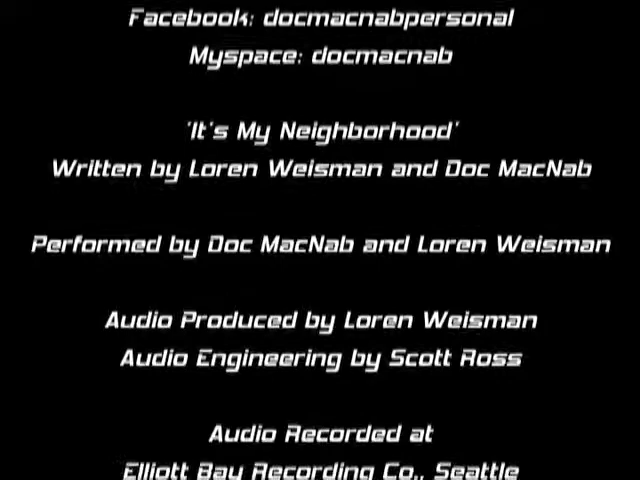 Facebook: docmacnabpersonal
Myspace: docmacnab
'It's My Neighborhood'
Written by Loren Weisman and Doc MacNab
Performed by Doc MacNab and Loren Weisman
Audio Produced by Loren Weisman
Audio Engineering by Scott Ross
Audio Recorded at
Elliott Bay Recording Co., Seattle